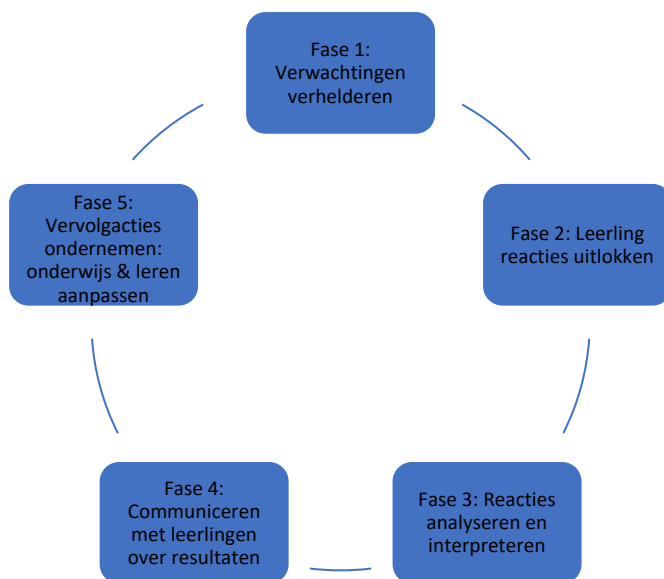 Fase 1:
Verwachtingen
verhelderen
Fase 2: Leerling
reacties uitlokken
Fase 3: Reacties
analyseren en
interpreteren
Fase 4:
Communiceren
met leerlingen
over resultaten
Fase 5:
Vervolgacties
ondernemen:
onderwijs & leren
aanpassen